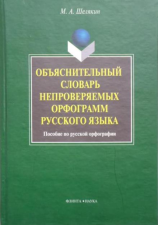 М. А. Шелякин
ОБЪЯСНИТЕЛЬНЫЙ
СЛОВАРЬ
НЕПРОВЕРЯЕМЫХ
ОРФОГРАММ
РУССКОГО ЯЗЫКА
Пособие по русской орфографии
ФЛИНТА • НАУКА